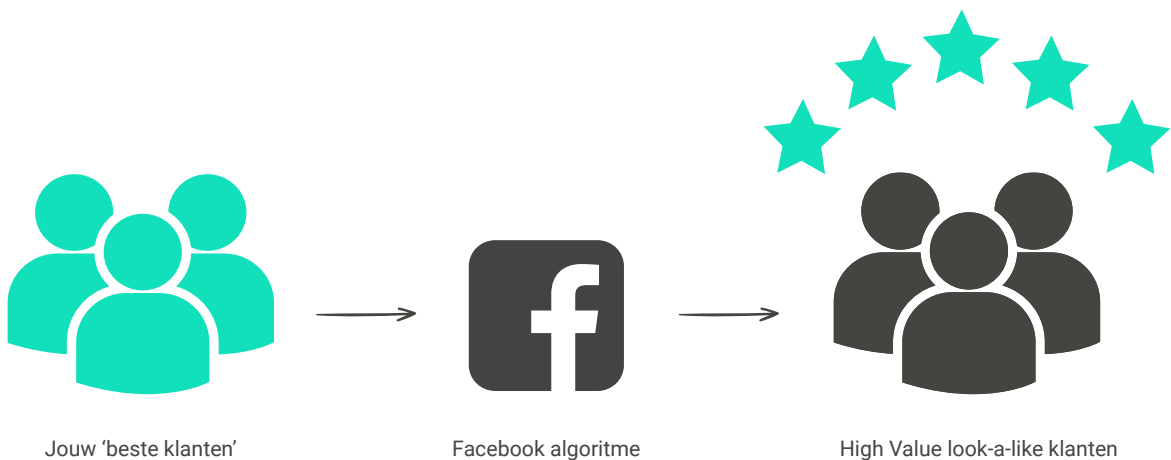 Jouw ‘beste klanten’
Facebook algoritme
High Value look-a-like klanten